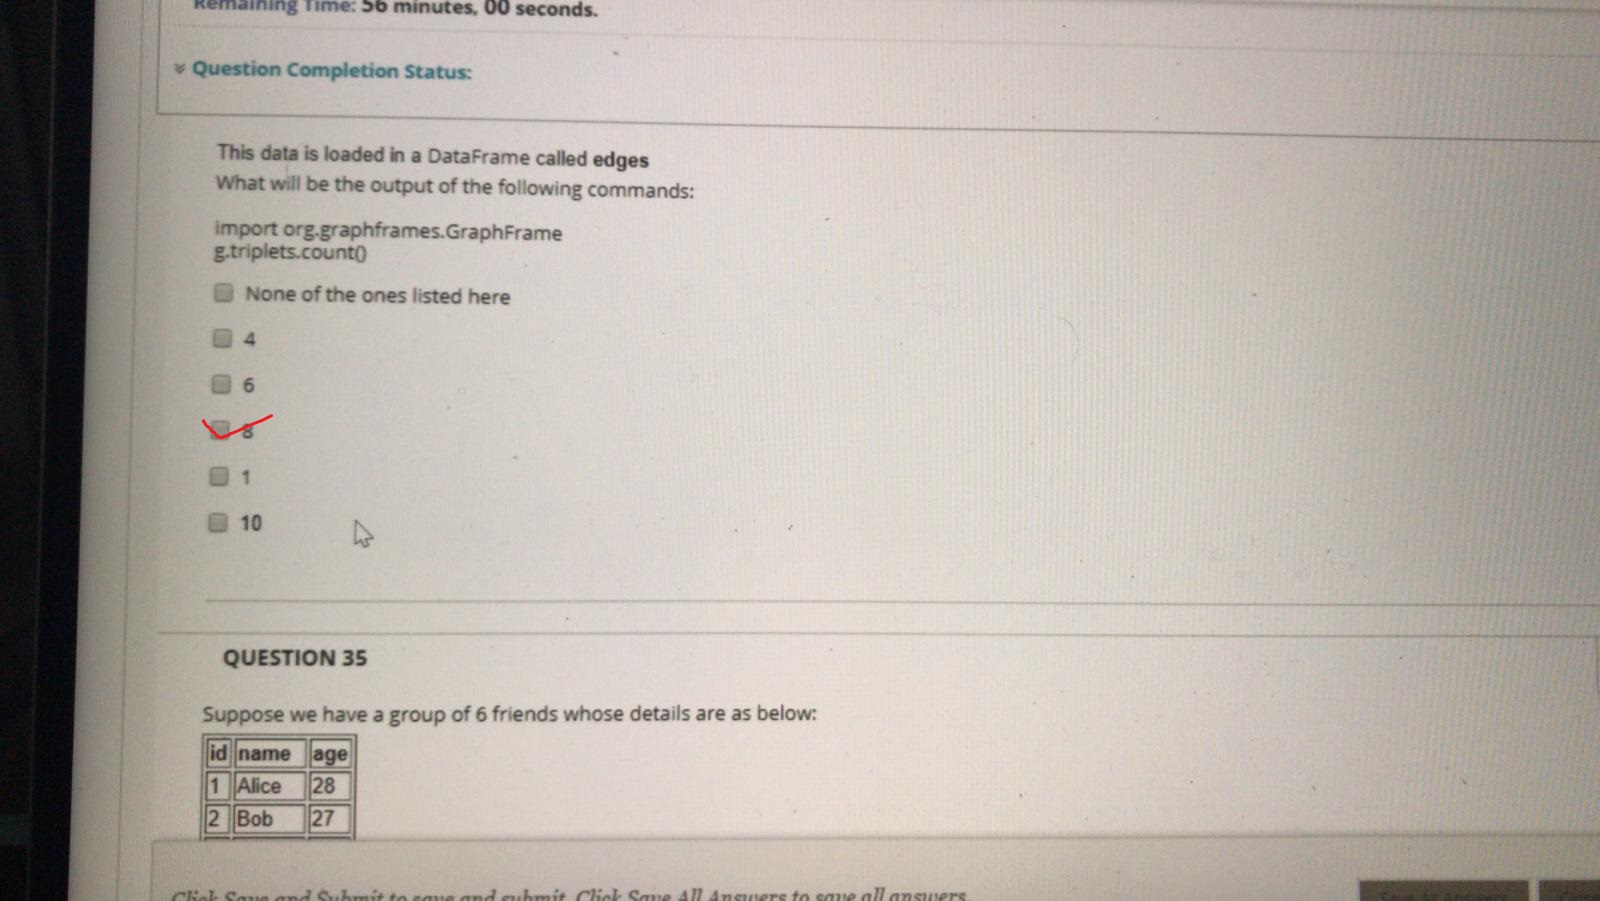 Remaining Time: 56 minutes, 00 seconds.
Question Completion Status:
This data is loaded in a DataFrame called edges
What will be the output of the following commands:
import org.graphframes.GraphFrame
g.triplets.count()
None of the ones listed here
4
6
8
1
10
QUESTION 35
Suppose we have a group of 6 friends whose details are as below:
id name age
1 Alice 28
2 Bob 27
Click Save and Submit to save and submit. Click Save All Answers to save all answers.